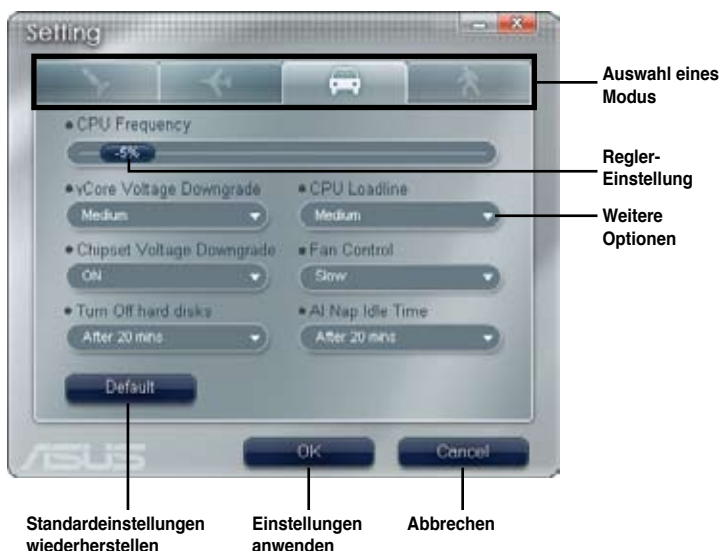 Setting
Auswahl eines
Modus
CPU Frequency
-5%
Regler-
Einstellung
vCore Voltage Downgrade
CPU Loadline
Medium
Medium
Weitere
Optionen
Chipset Voltage Downgrade
Fan Control
ON
Slow
Turn Off hard disks
AI Nap Idle Time
After 20 mins
After 20 mins
Default
ASUS
OK
Cancel
Standardeinstellungen
wiederherstellen
Einstellungen
anwenden
Abbrechen